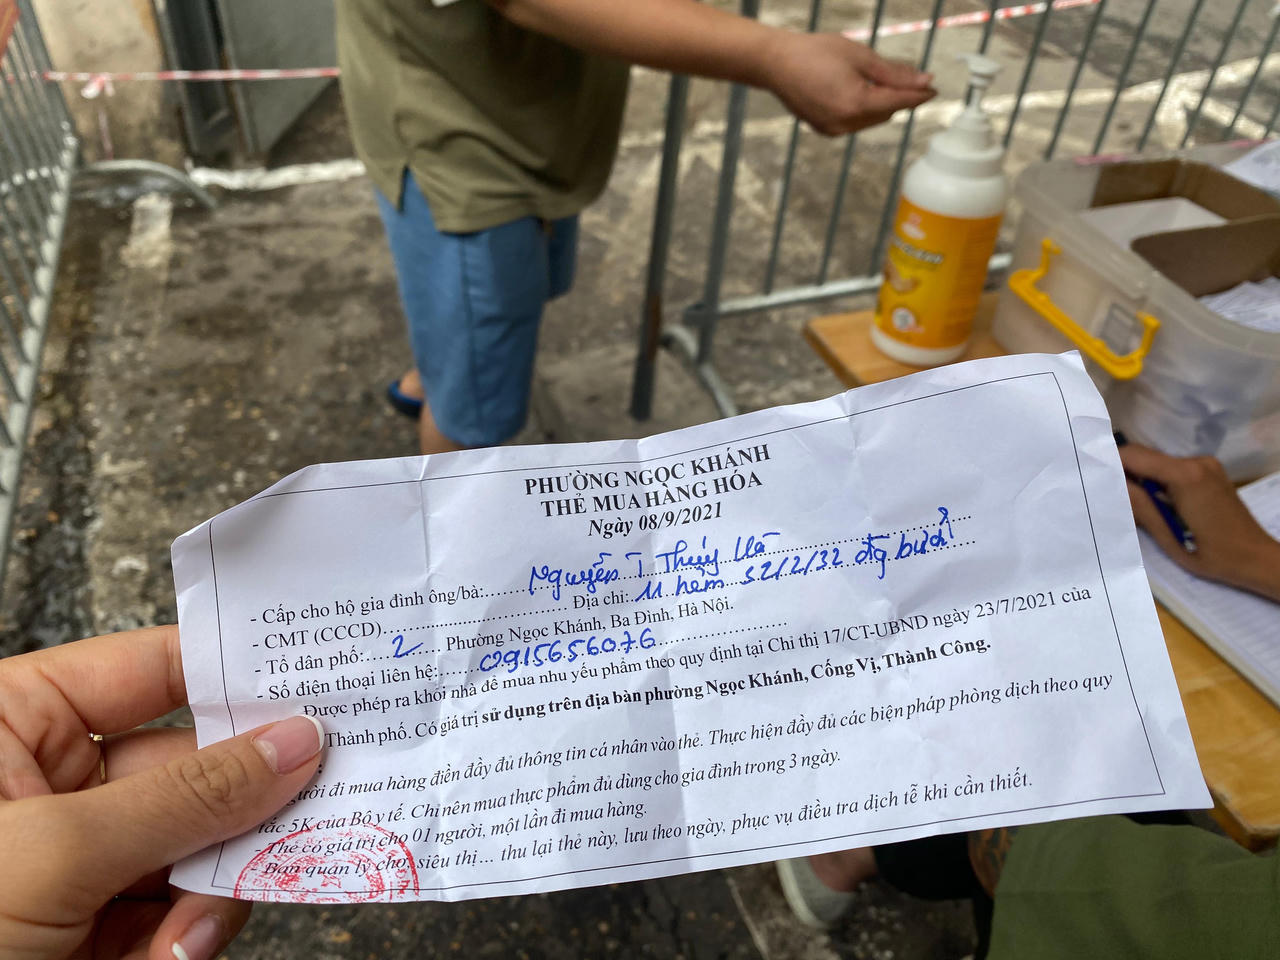 PHƯỜNG NGỌC KHÁNH
THẺ MUA HÀNG HÓA
Ngày 08/9/2021
- Cấp cho hộ gia đình ông/bà: Nguyễn T Thúy Hà
- CMT (CCCD) Địa chỉ: 11 hẻm 52/2/32
- Tổ dân phố: 2 Phường Ngọc Khánh, Ba Đình, Hà Nội.
- Số điện thoại liên hệ: 0915656076
Được phép ra khỏi nhà để mua nhu yếu phẩm theo quy định tại Chỉ thị 17/CT-UBND ngày 23/7/2021 của
Thành phố. Có giá trị sử dụng trên địa bàn phường Ngọc Khánh, Cống Vị, Thành Công.
người đi mua hàng điền đầy đủ thông tin cá nhân vào thẻ. Thực hiện đầy đủ các biện pháp phòng dịch theo quy
tắc 5K của Bộ y tế. Chỉ nên mua thực phẩm đủ dùng cho gia đình trong 3 ngày.
- Thẻ có giá trị cho 01 người, một lần đi mua hàng.
- Ban quản lý chợ, siêu thị... thu lại thẻ này, lưu theo ngày, phục vụ điều tra dịch tễ khi cần thiết.